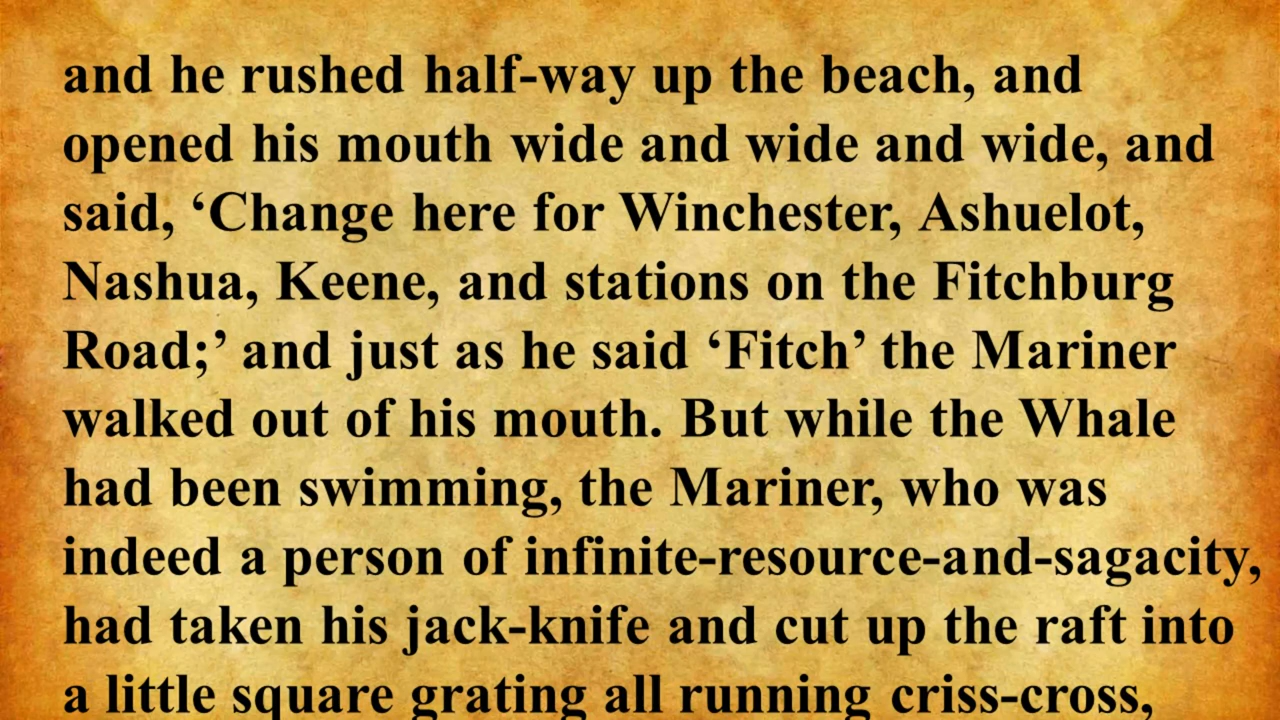 and he rushed half-way up the beach, and
opened his mouth wide and wide and wide, and
said, ‘Change here for Winchester, Ashuelot,
Nashua, Keene, and stations on the Fitchburg
Road;’ and just as he said ‘Fitch’ the Mariner
walked out of his mouth. But while the Whale
had been swimming, the Mariner, who was
indeed a person of infinite-resource-and-sagacity,
had taken his jack-knife and cut up the raft into
a little square grating all running criss-cross,